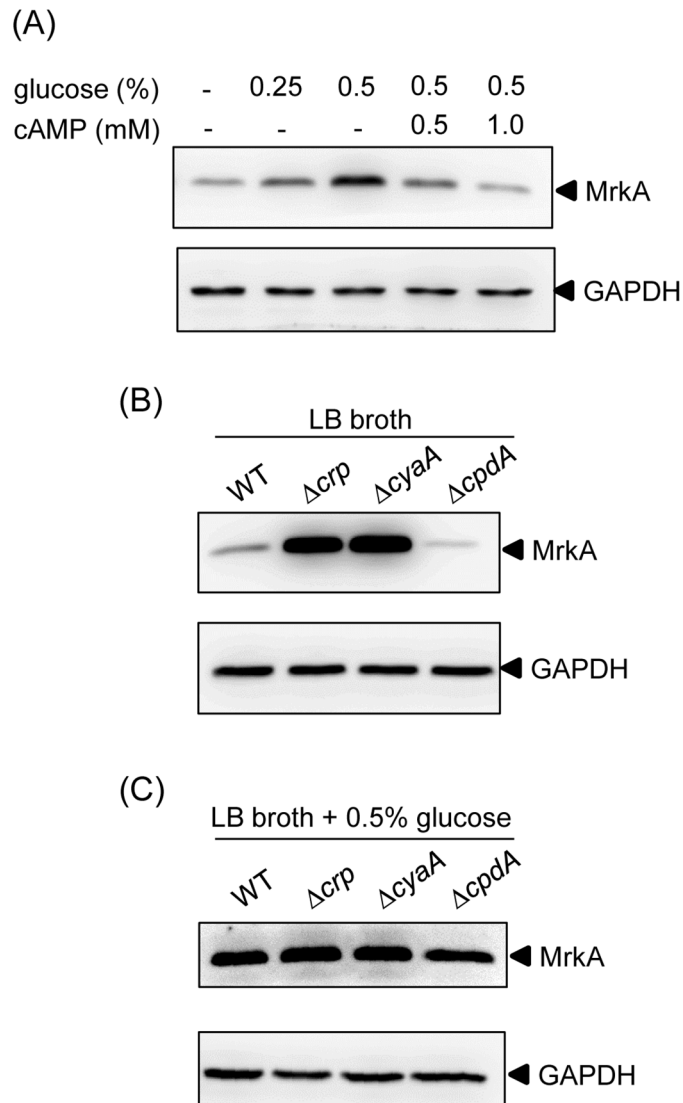 (A)
glucose (%) - 0.25 0.5 0.5 0.5
cAMP (mM) - - - 0.5 1.0
MrkA
GAPDH
(B)
LB broth
WT Δcrp ΔcyaA ΔcpdA
MrkA
GAPDH
(C)
LB broth + 0.5% glucose
WT Δcrp ΔcyaA ΔcpdA
MrkA
GAPDH